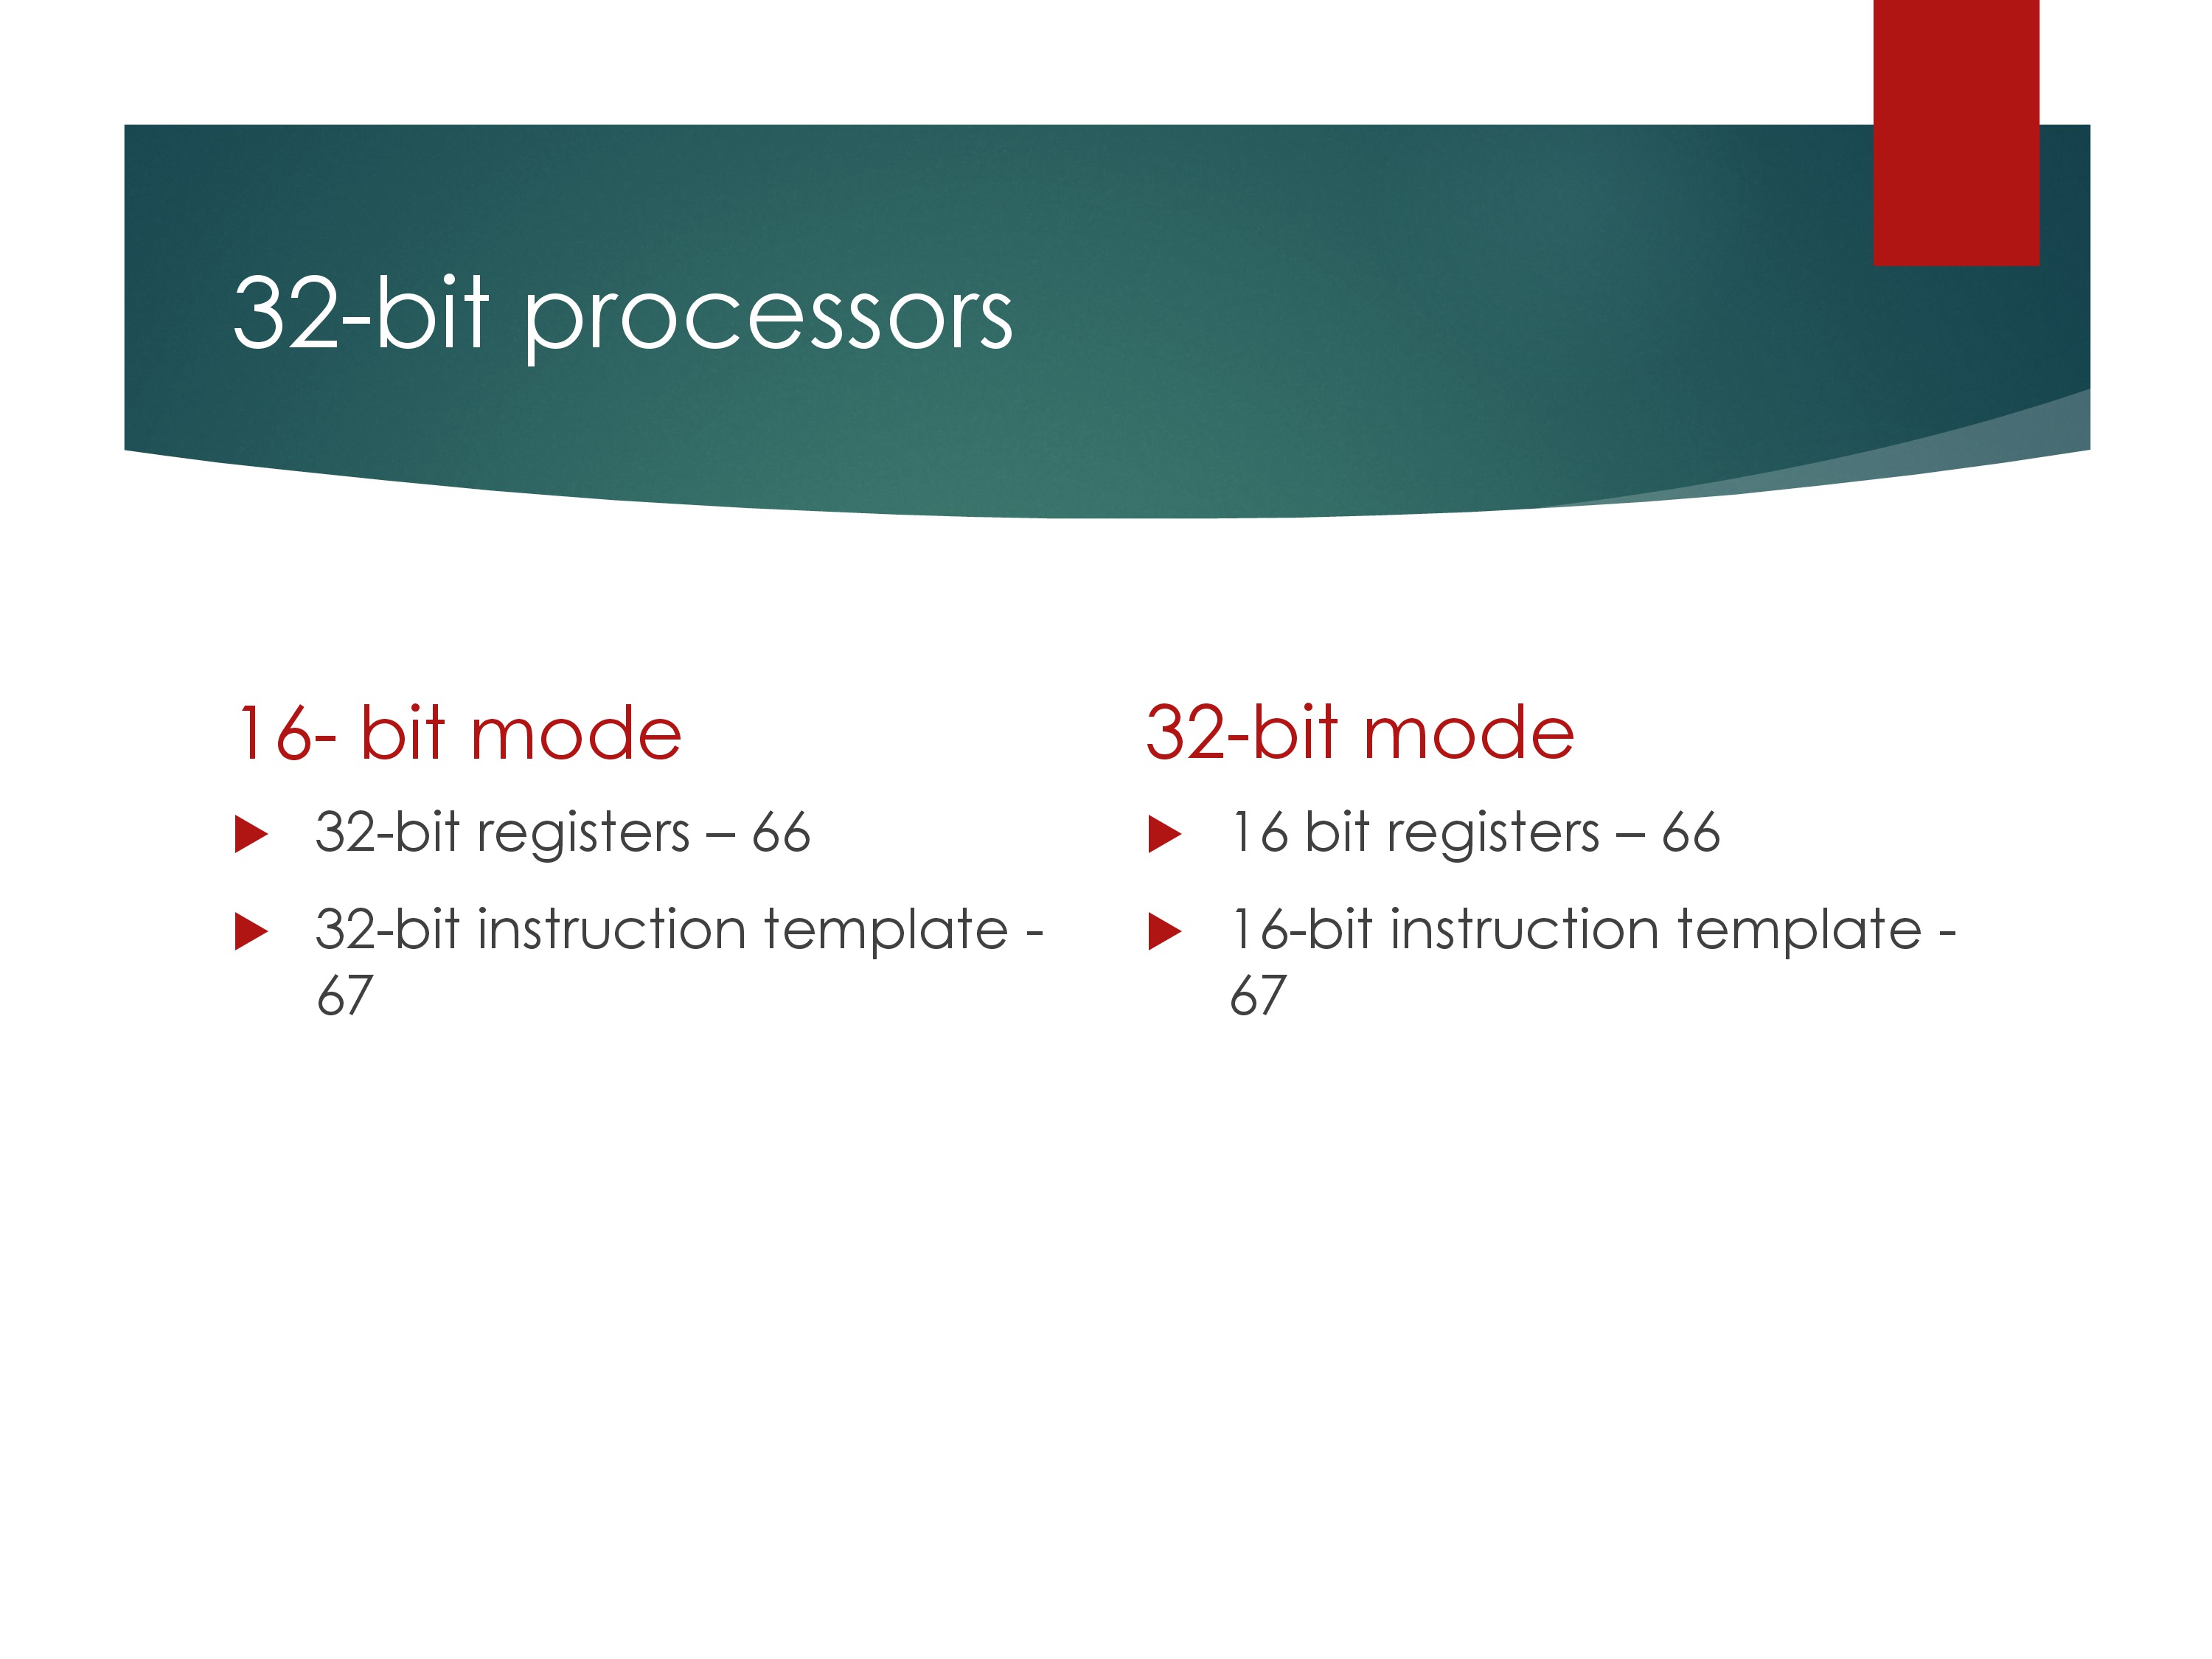 32-bit processors
16- bit mode
32-bit registers – 66
32-bit instruction template -
67
32-bit mode
16 bit registers – 66
16-bit instruction template -
67